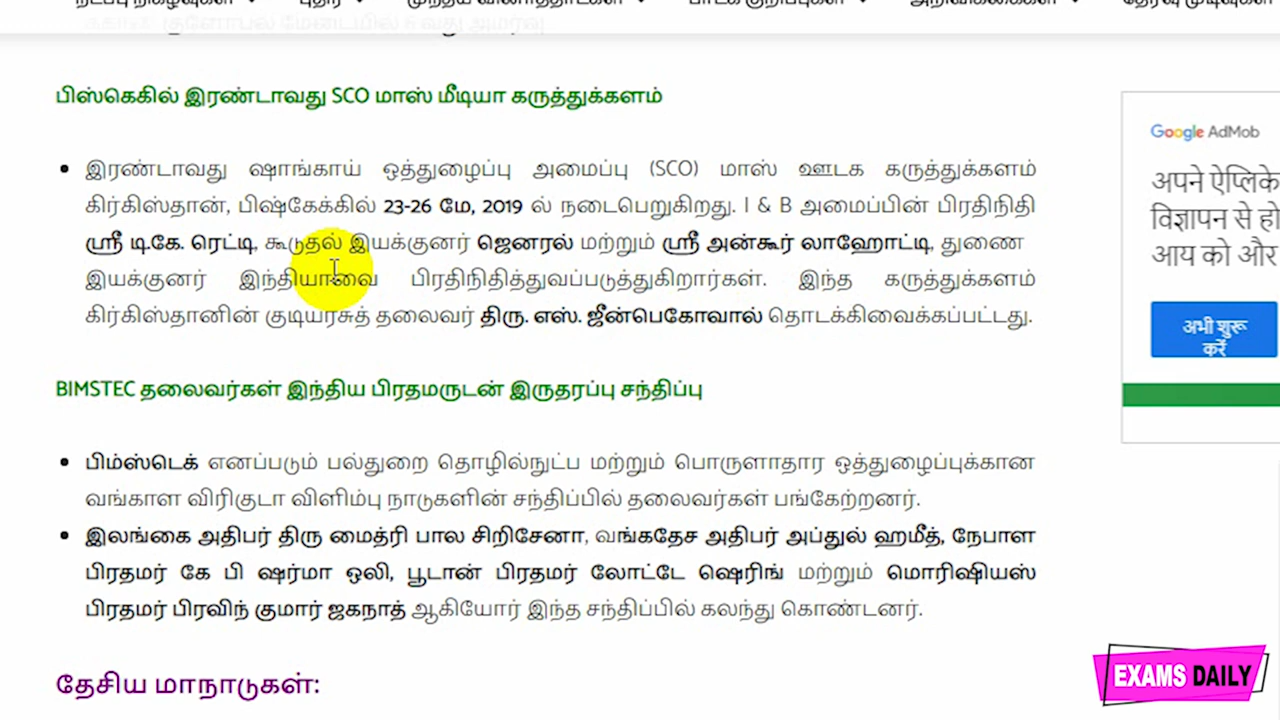 பிஸ்கெகில் இரண்டாவது SCO மாஸ் மீடியா கருத்துக்களம்
இரண்டாவது ஷாங்காய் ஒத்துழைப்பு அமைப்பு (SCO) மாஸ் ஊடக கருத்துக்களம்
கிர்கிஸ்தான், பிஷ்கேக்கில் 23-26 மே, 2019 ல் நடைபெறுகிறது. I & B அமைப்பின் பிரதிநிதி
ஸ்ரீ டி.கே. ரெட்டி, கூடுதல் இயக்குனர் ஜெனரல் மற்றும் ஸ்ரீ அன்கூர் லாஹோட்டி, துணை
இயக்குனர் இந்தியாவை பிரதிநிதித்துவப்படுத்துகிறார்கள். இந்த கருத்துக்களம்
கிர்கிஸ்தானின் குடியரசுத் தலைவர் திரு. எஸ். ஜீன்பெகோவால் தொடக்கிவைக்கப்பட்டது.
BIMSTEC தலைவர்கள் இந்திய பிரதமருடன் இருதரப்பு சந்திப்பு
பிம்ஸ்டெக் எனப்படும் பல்துறை தொழில்நுட்ப மற்றும் பொருளாதார ஒத்துழைப்புக்கான
வங்காள விரிகுடா விளிம்பு நாடுகளின் சந்திப்பில் தலைவர்கள் பங்கேற்றனர்.
இலங்கை அதிபர் திரு மைத்ரி பால சிறிசேனா, வங்கதேச அதிபர் அப்துல் ஹமீத், நேபாள
பிரதமர் கே பி ஷர்மா ஒலி, பூடான் பிரதமர் லோட்டே ஷெரிங் மற்றும் மொரிஷியஸ்
பிரதமர் பிரவிந் குமார் ஜகநாத் ஆகியோர் இந்த சந்திப்பில் கலந்து கொண்டனர்.
தேசிய மாநாடுகள்:
Google AdMob
अपने ऐप्लिके
विज्ञापन से हो
आय को और
अभी शुरू
करें
EXAMS DAILY